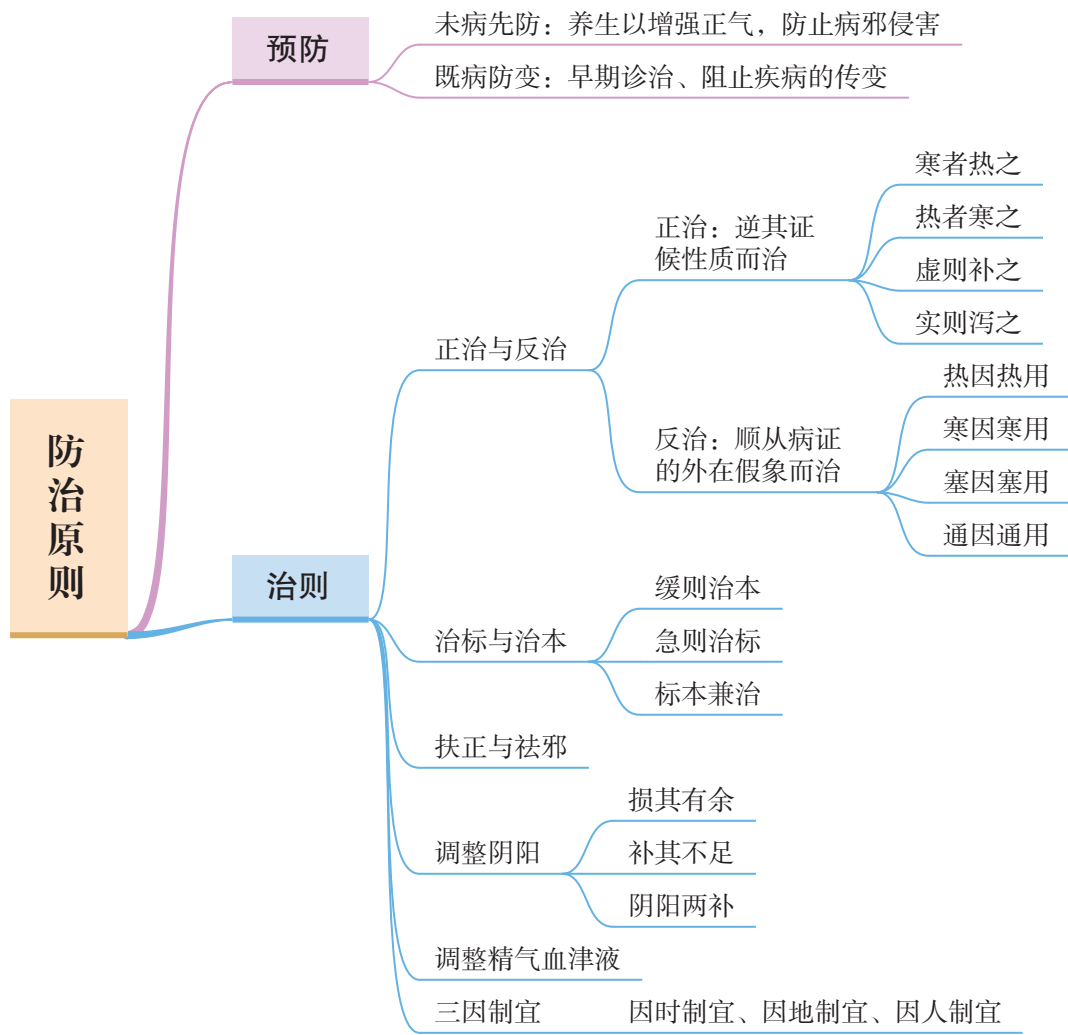 防治原则
预防
未病先防：养生以增强正气，防止病邪侵害
既病防变：早期诊治、阻止疾病的传变
治则
正治与反治
正治：逆其证
候性质而治
寒者热之
热者寒之
虚则补之
实则泻之
反治：顺从病证
的外在假象而治
热因热用
寒因寒用
塞因塞用
通因通用
治标与治本
缓则治本
急则治标
标本兼治
扶正与祛邪
调整阴阳
损其有余
补其不足
阴阳两补
调整精气血津液
三因制宜
因时制宜、因地制宜、因人制宜